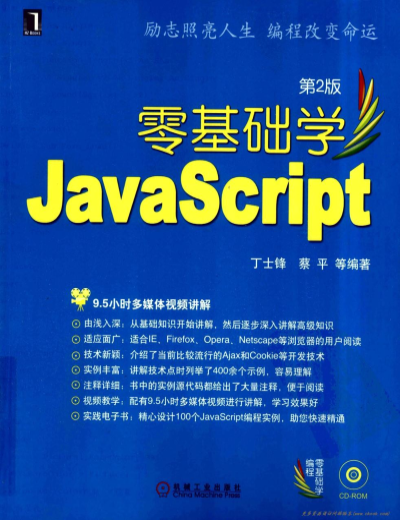 励志照亮人生 编程改变命运
第2版
零基础学
JavaScript
丁士锋 蔡 平 等编著
9.5小时多媒体视频讲解
由浅入深：从基础知识开始讲解，然后逐步深入讲解高级知识
适应面广：适合IE、Firefox、Opera、Netscape等浏览器的用户阅读
技术新颖：介绍了当前比较流行的Ajax和Cookie等开发技术
实例丰富：讲解技术点时列举了400余个示例，容易理解
注释详细：书中的实例源代码都给出了大量注释，便于阅读
视频教学：配有9.5小时多媒体视频进行讲解，学习效果好
实践电子书：精心设计100个JavaScript编程实例，助您快速精通
机械工业出版社
China Machine Press
零基础学
编程
CD-ROM